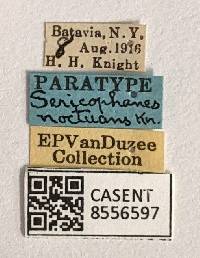 Batavia, N.Y.
8 Aug. 1916
H. H. Knight
PARATYPE
Sericophanes
noctuans Kn.
EPVanDuzee
Collection
CASENT
8556597